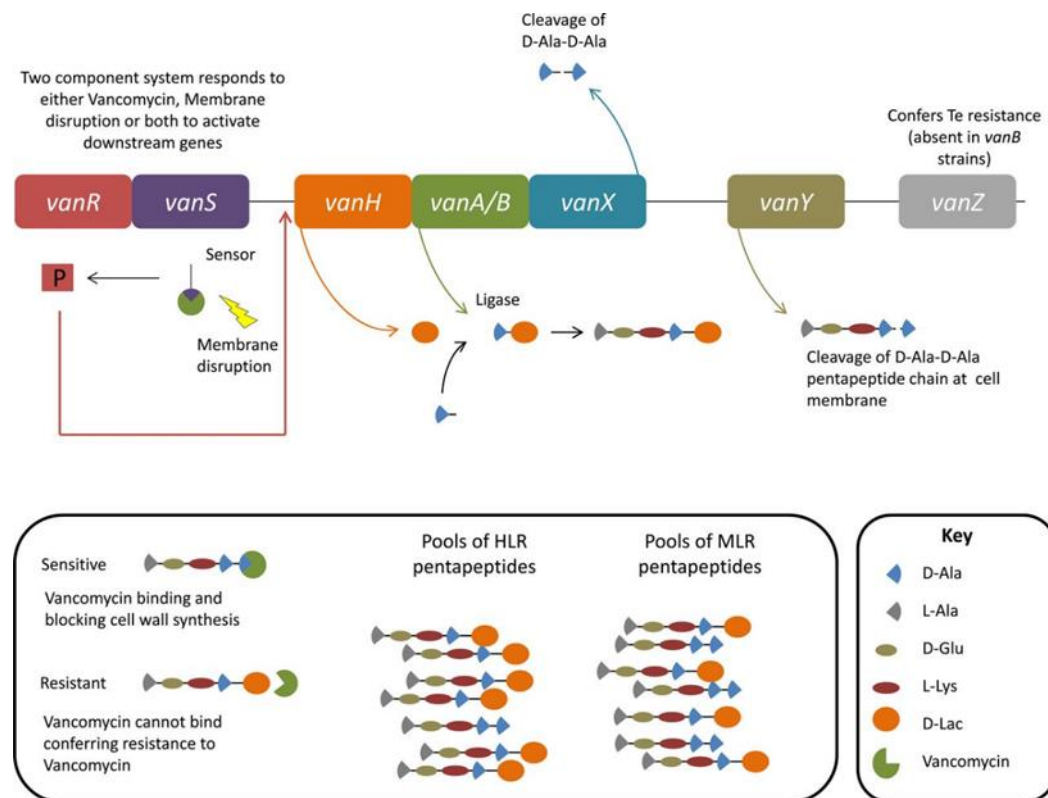 Cleavage of
D-Ala-D-Ala
Two component system responds to
either Vancomycin, Membrane
disruption or both to activate
downstream genes
Confers Te resistance
(absent in vanB
strains)
vanR
vanS
vanH
vanA/B
vanX
vanY
vanZ
P
Sensor
Membrane
disruption
Ligase
Cleavage of D-Ala-D-Ala
pentapeptide chain at cell
membrane
Sensitive
Vancomycin binding and
blocking cell wall synthesis
Resistant
Vancomycin cannot bind
conferring resistance to
Vancomycin
Pools of HLR
pentapeptides
Pools of MLR
pentapeptides
Key
D-Ala
L-Ala
D-Glu
L-Lys
D-Lac
Vancomycin